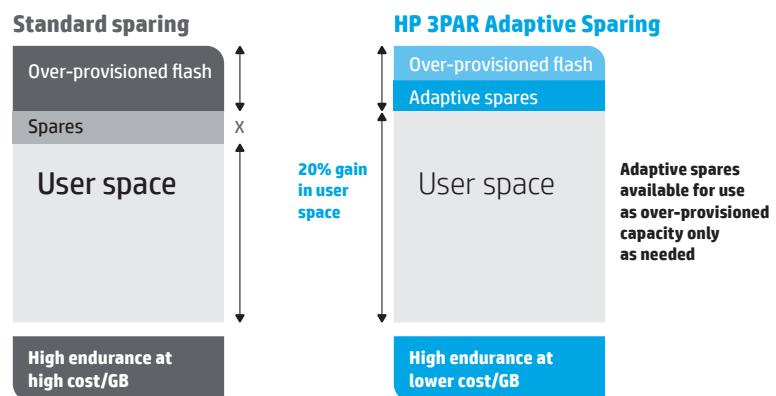 Standard sparing
Over-provisioned flash
Spares
X
User space
High endurance at
high cost/GB
20% gain
in user
space
HP 3PAR Adaptive Sparing
Over-provisioned flash
Adaptive spares
User space
High endurance at
lower cost/GB
Adaptive spares
available for use
as over-provisioned
capacity only
as needed